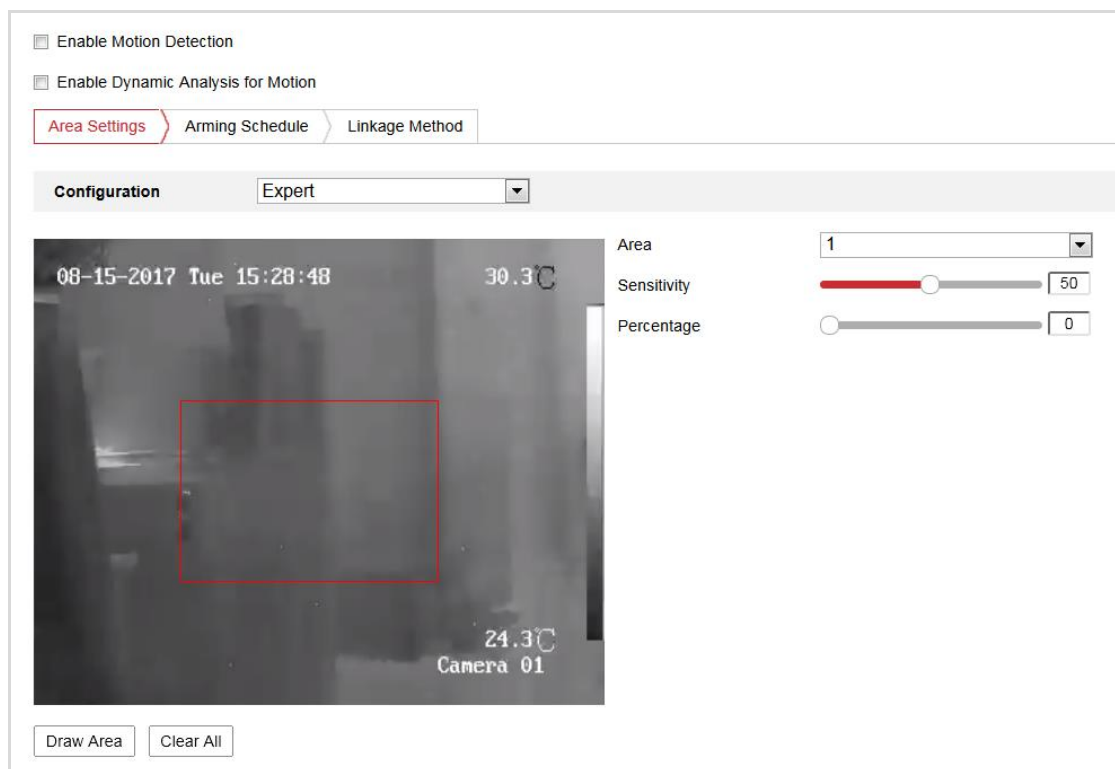 Enable Motion Detection
Enable Dynamic Analysis for Motion
Area Settings Arming Schedule Linkage Method
Configuration Expert
08-15-2017 Tue 15:28:48 30.3℃
24.3℃
Camera 01
Area 1
Sensitivity 50
Percentage 0
Draw Area Clear All